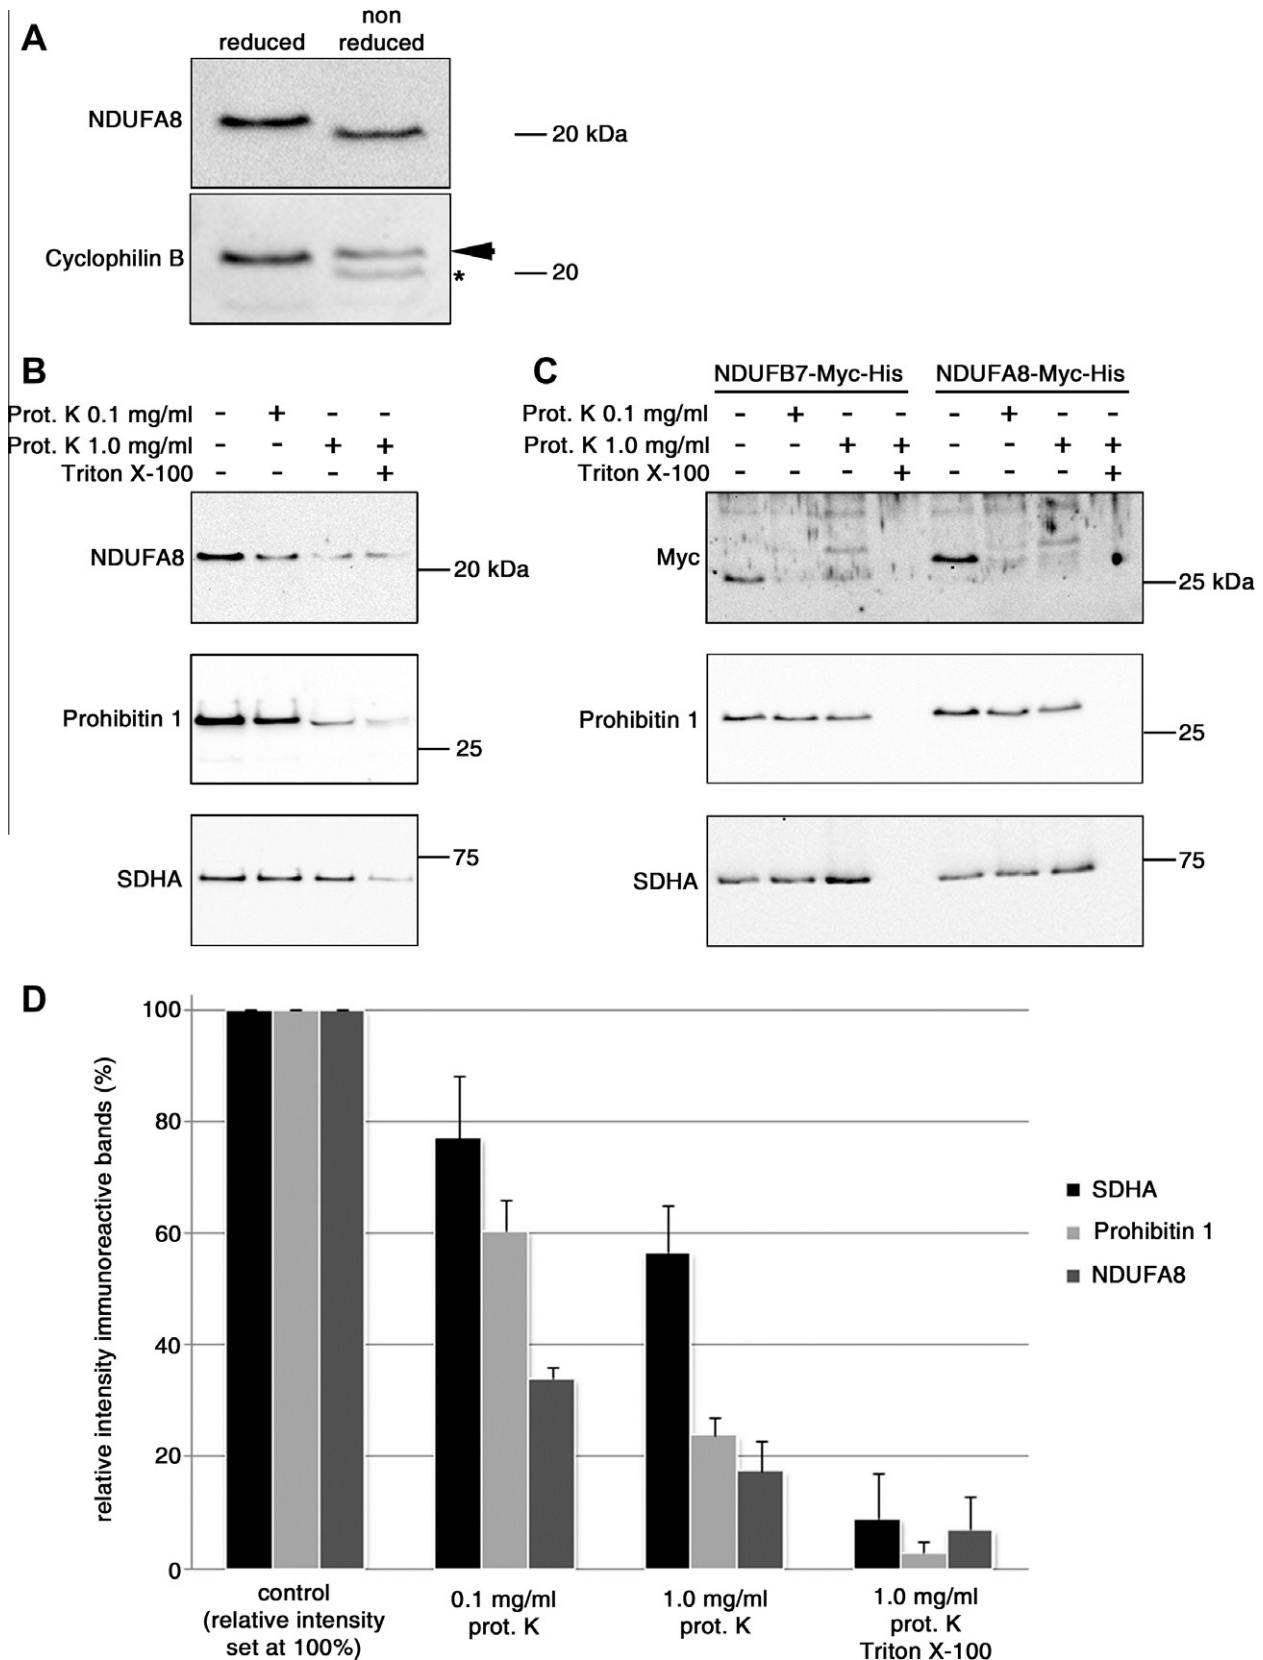 A
reduced
non
reduced
NDUFA8
20 kDa
Cyclophilin B
*
20
B
Prot. K 0.1 mg/ml - + - -
Prot. K 1.0 mg/ml - - + +
Triton X-100 - - - +
NDUFA8
20 kDa
Prohibitin 1
25
SDHA
75
C
NDUFB7-Myc-His NDUFA8-Myc-His
Prot. K 0.1 mg/ml - + - - - + - -
Prot. K 1.0 mg/ml - - + + - - + +
Triton X-100 - - - + - - - +
Myc
25 kDa
Prohibitin 1
25
SDHA
75
D
relative intensity immunoreactive bands (%)
100
80
60
40
20
0
control
(relative intensity
set at 100%)
0.1 mg/ml
prot. K
1.0 mg/ml
prot. K
1.0 mg/ml
prot. K
Triton X-100
SDHA
Prohibitin 1
NDUFA8